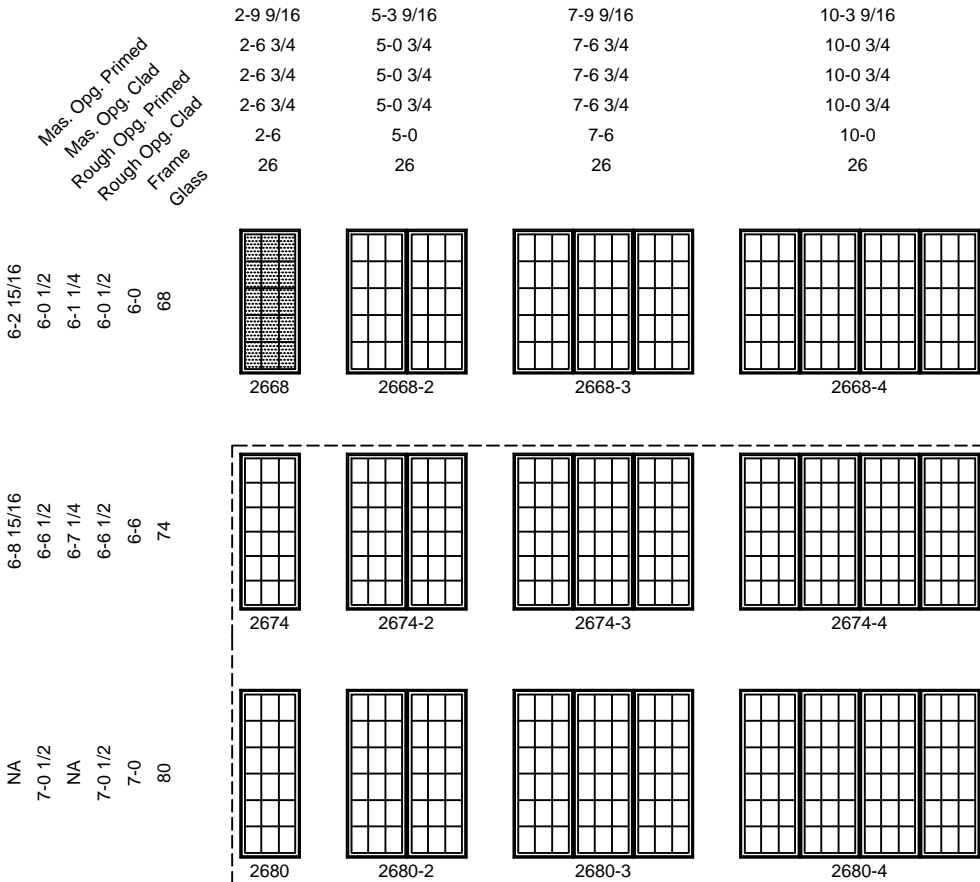 2-9 9/16 5-3 9/16 7-9 9/16 10-3 9/16
2-6 3/4 5-0 3/4 7-6 3/4 10-0 3/4
2-6 3/4 5-0 3/4 7-6 3/4 10-0 3/4
2-6 3/4 5-0 3/4 7-6 3/4 10-0 3/4
2-6 5-0 7-6 10-0
26 26 26 26
Mas. Opg. Primed
Mas. Opg. Clad
Rough Opg. Primed
Rough Opg. Clad
Frame
Glass
6-2 15/16
6-0 1/2
6-1 1/4
6-0 1/2
6-0
68
2668 2668-2 2668-3 2668-4
6-8 15/16
6-6 1/2
6-7 1/4
6-6 1/2
6-6
74
2674 2674-2 2674-3 2674-4
NA
7-0 1/2
NA
7-0 1/2
7-0
80
2680 2680-2 2680-3 2680-4